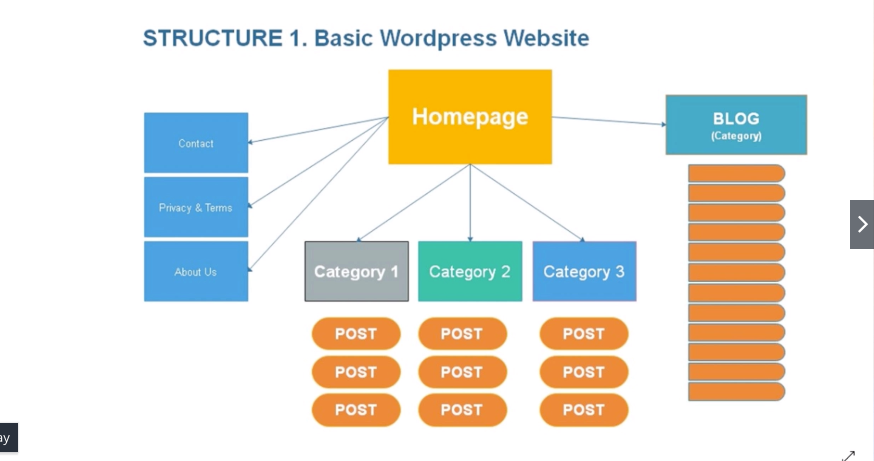 STRUCTURE 1. Basic Wordpress Website
Homepage
BLOG
(Category)
Contact
Privacy & Terms
About Us
Category 1
Category 2
Category 3
POST
POST
POST
POST
POST
POST
POST
POST
POST
ay